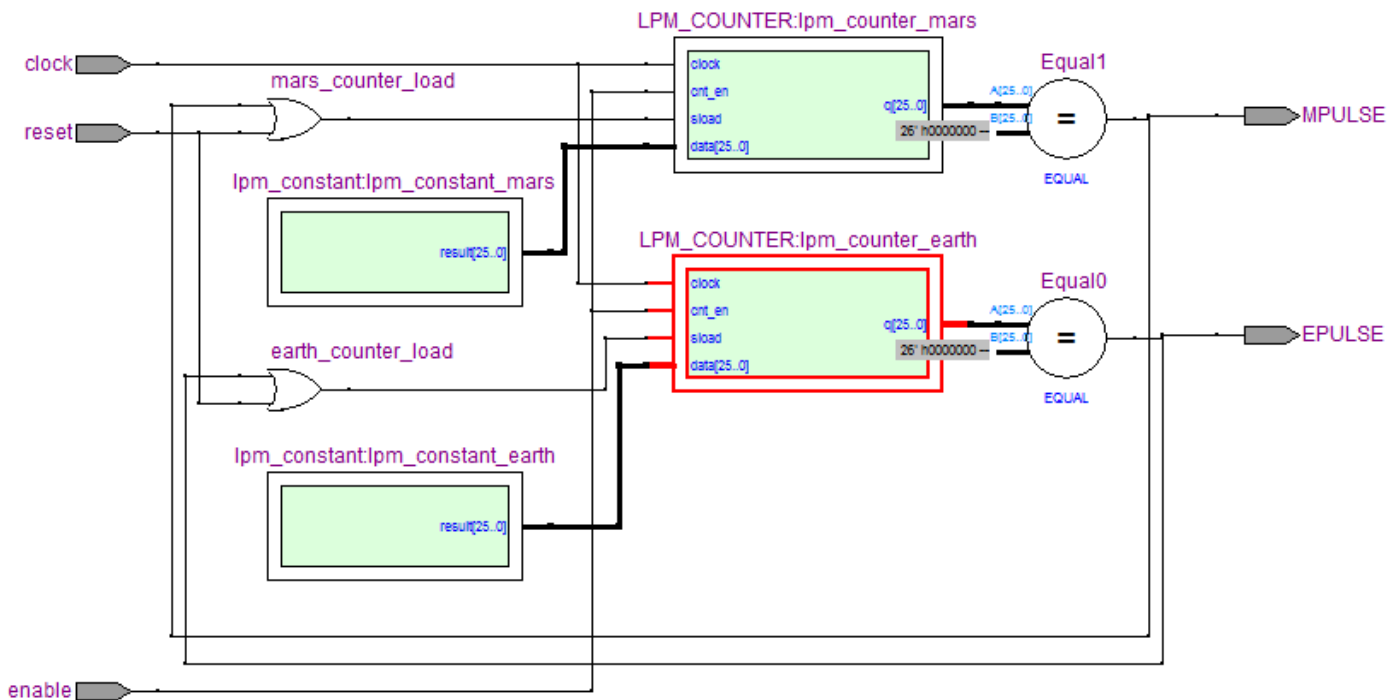 LPM_COUNTER:lpm_counter_mars
clock
mars_counter_load
reset
clock
cnt_en
sload
data[25..0]
q[25..0]
Equal1
A[25..0]
B[25..0]
26' h0000000 --
=
EQUAL
MPULSE
lpm_constant:lpm_constant_mars
result[25..0]
LPM_COUNTER:lpm_counter_earth
clock
cnt_en
sload
data[25..0]
q[25..0]
Equal0
A[25..0]
B[25..0]
26' h0000000 --
=
EQUAL
EPULSE
earth_counter_load
lpm_constant:lpm_constant_earth
result[25..0]
enable